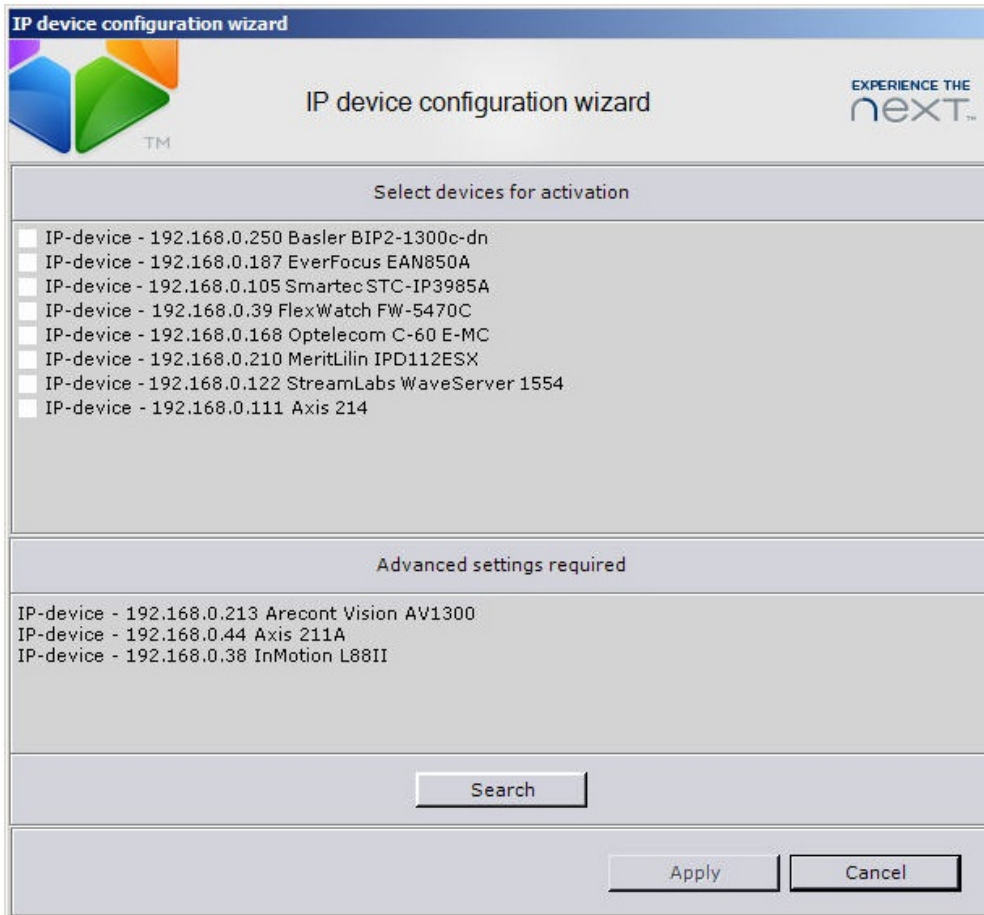 IP device configuration wizard
TM
IP device configuration wizard
EXPERIENCE THE
next™
Select devices for activation
IP-device - 192.168.0.250 Basler BIP2-1300c-dn
IP-device - 192.168.0.187 EverFocus EAN850A
IP-device - 192.168.0.105 Smartec STC-IP3985A
IP-device - 192.168.0.39 FlexWatch FW-5470C
IP-device - 192.168.0.168 Optelecom C-60 E-MC
IP-device - 192.168.0.210 MeritLilin IPD112ESX
IP-device - 192.168.0.122 StreamLabs WaveServer 1554
IP-device - 192.168.0.111 Axis 214
Advanced settings required
IP-device - 192.168.0.213 Arecont Vision AV1300
IP-device - 192.168.0.44 Axis 211A
IP-device - 192.168.0.38 InMotion L88II
Search
Apply
Cancel